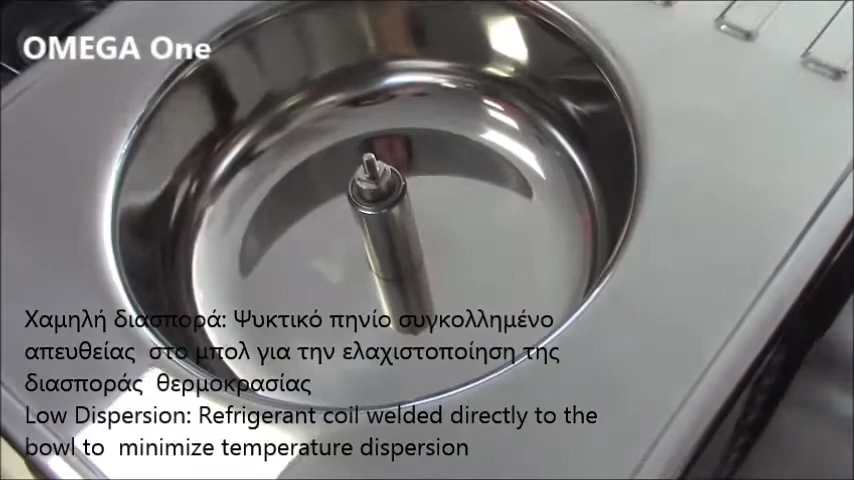 OMEGA One
Χαμηλή διασπορά: Ψυκτικό πηνίο συγκολλημένο
απευθείας στο μπολ για την ελαχιστοποίηση της
διασποράς θερμοκρασίας
Low Dispersion: Refrigerant coil welded directly to the
bowl to minimize temperature dispersion